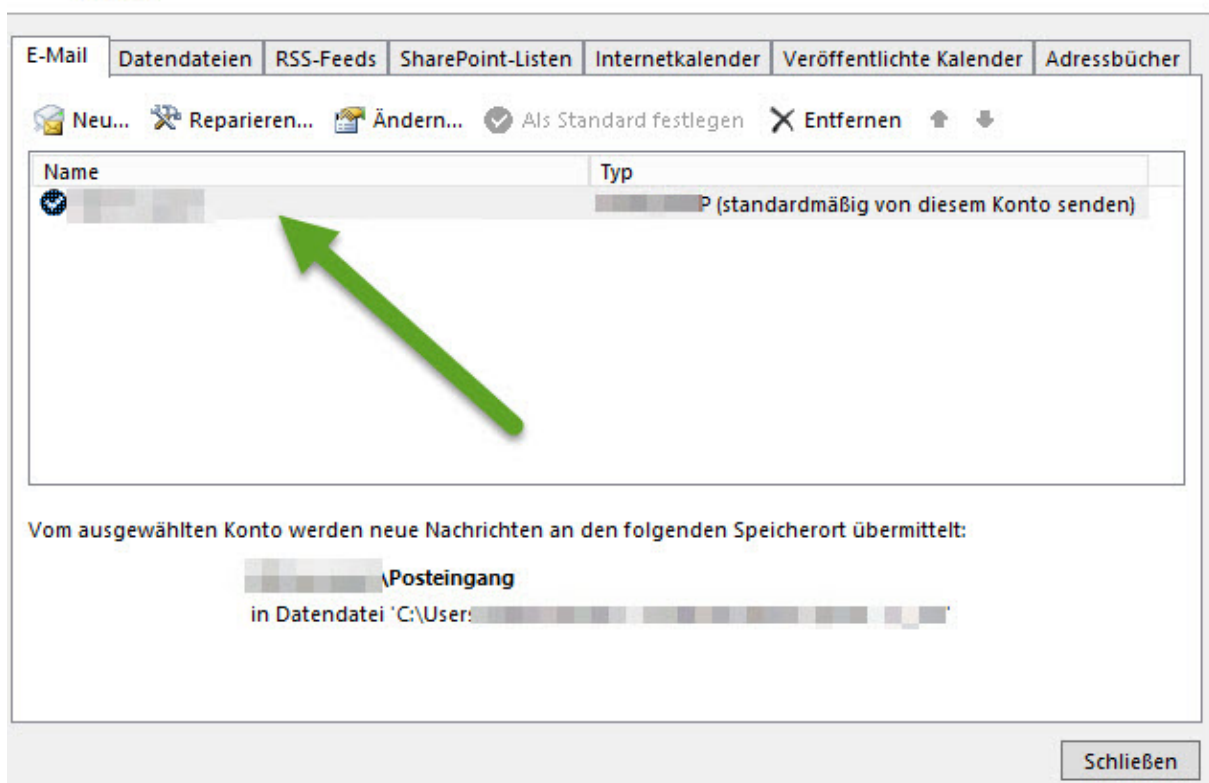 E-Mail Datendateien RSS-Feeds SharePoint-Listen Internetkalender Veröffentlichte Kalender Adressbücher
Neu... Reparieren... Ändern... Als Standard festlegen Entfernen
Name Typ
P (standardmäßig von diesem Konto senden)
Vom ausgewählten Konto werden neue Nachrichten an den folgenden Speicherort übermittelt:
\Posteingang
in Datendatei 'C:\Users
Schließen